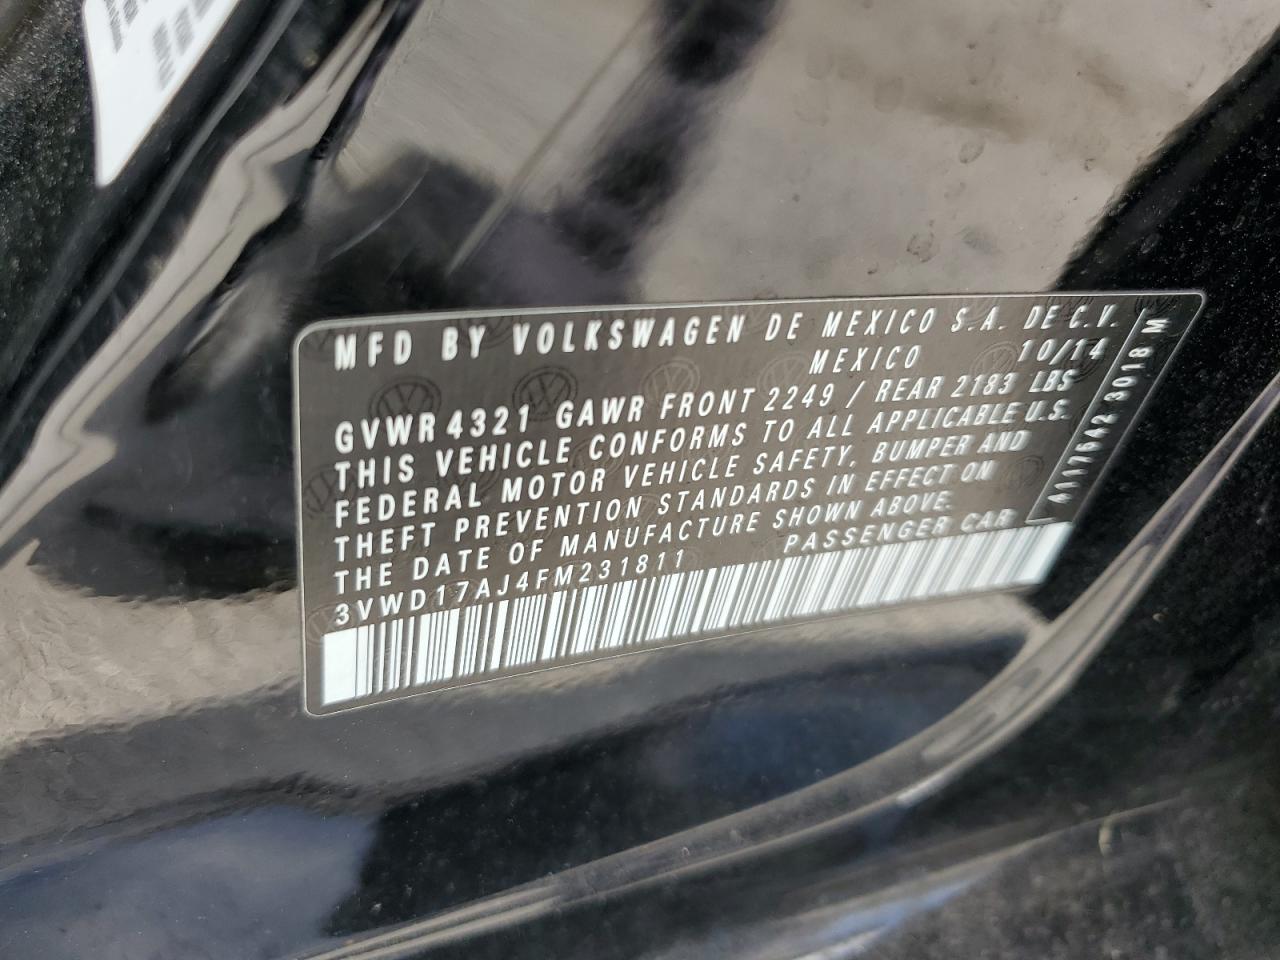 MFD BY VOLKSWAGEN DE MEXICO S.A. DE C.V.
MEXICO 10/14
GVWR 4321 GAWR FRONT 2249 / REAR 2183 LBS
THIS VEHICLE CONFORMS TO ALL APPLICABLE U.S.
FEDERAL MOTOR VEHICLE SAFETY, BUMPER AND
THEFT PREVENTION STANDARDS IN EFFECT ON
THE DATE OF MANUFACTURE SHOWN ABOVE.
3VWD17AJ4FM231811 PASSENGER CAR
3018 M